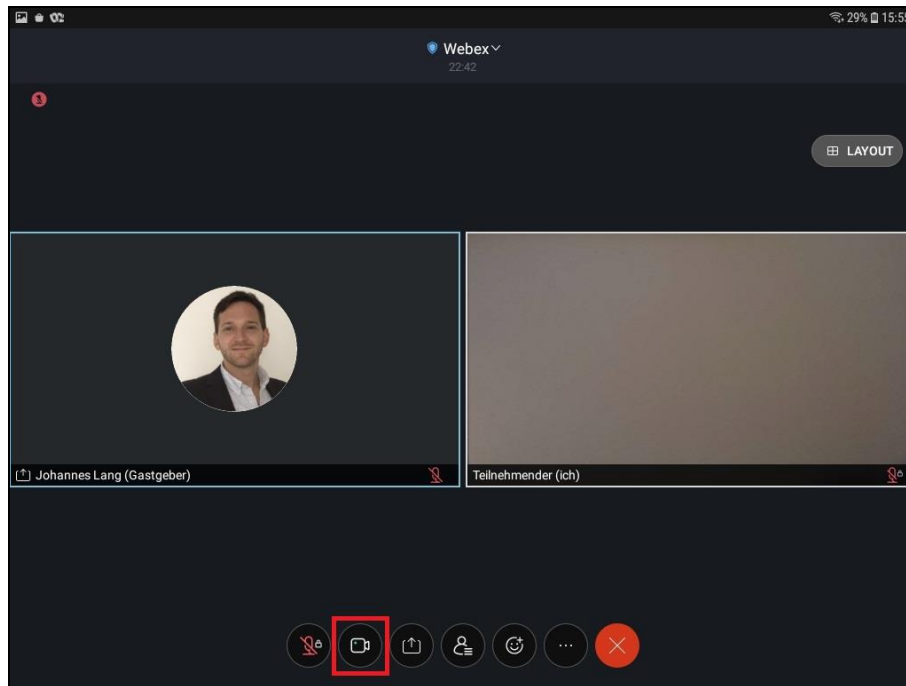 29% 15:55
Webex
22:42
LAYOUT
Johannes Lang (Gastgeber)
Teilnehmender (ich)